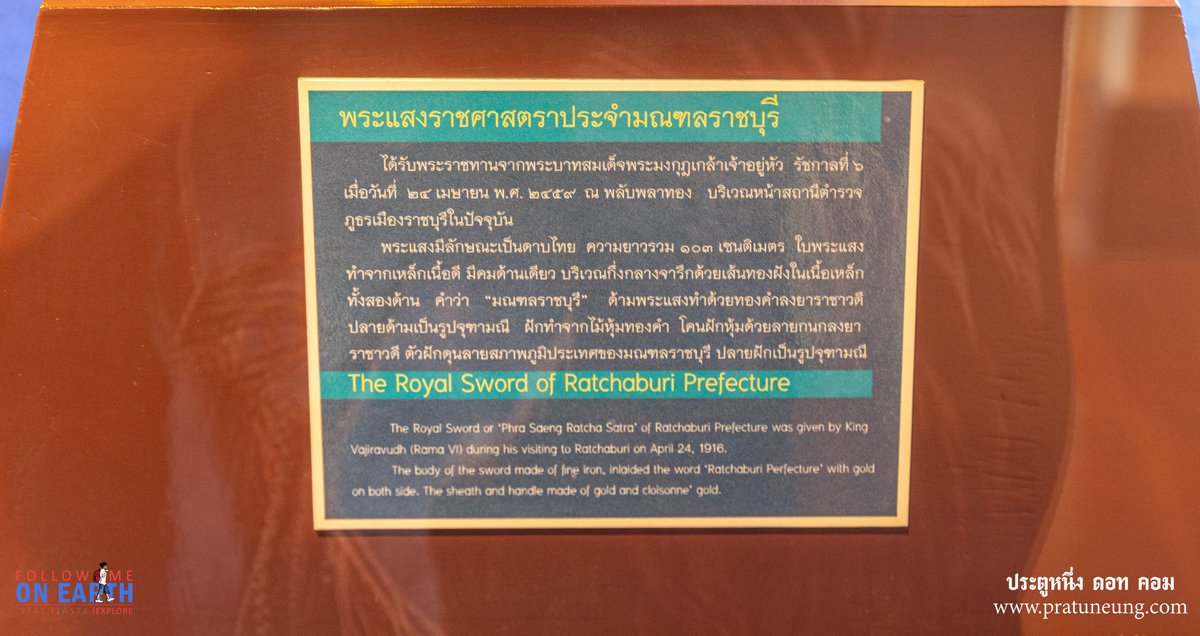 พระแสงราชศาสตราประจำมณฑลราชบุรี
ได้รับพระราชทานจากพระบาทสมเด็จพระมงกุฎเกล้าเจ้าอยู่หัว รัชกาลที่ ๖
เมื่อวันที่ ๒๔ เมษายน พ.ศ. ๒๔๕๙ ณ พลับพลาทอง บริเวณหน้าสถานีตำรวจ
ภูธรเมืองราชบุรีในปัจจุบัน
พระแสงมีลักษณะเป็นดาบไทย ความยาวรวม ๑๐๓ เซนติเมตร ใบพระแสง
ทำจากเหล็กเนื้อดี มีคมด้านเดียว บริเวณกึ่งกลางจารึกด้วยเส้นทองฝังในเนื้อเหล็ก
ทั้งสองด้าน คำว่า “มณฑลราชบุรี” ด้ามพระแสงทำด้วยทองคำลงยาราชาวดี
ปลายด้ามเป็นรูปจุฑามณี ฝักทำจากไม้หุ้มทองคำ โคนฝักหุ้มด้วยลายกนกลงยา
ราชาวดี ตัวฝักดุนลายสภาพภูมิประเทศของมณฑลราชบุรี ปลายฝักเป็นรูปจุฑามณี
The Royal Sword of Ratchaburi Prefecture
The Royal Sword or ‘Phra Saeng Ratcha Satra’ of Ratchaburi Prefecture was given by King
Vajiravudh (Rama VI) during his visiting to Ratchaburi on April 24, 1916.
The body of the sword made of fine iron, inlaided the word ‘Ratchaburi Perfecture’ with gold
on both side. The sheath and handle made of gold and cloisonne’ gold.
FOLLOW ME
ON EARTH
STAY |TASTE |EXPLORE
ประตูหนึ่ง ดอท คอม
www.pratuneung.com